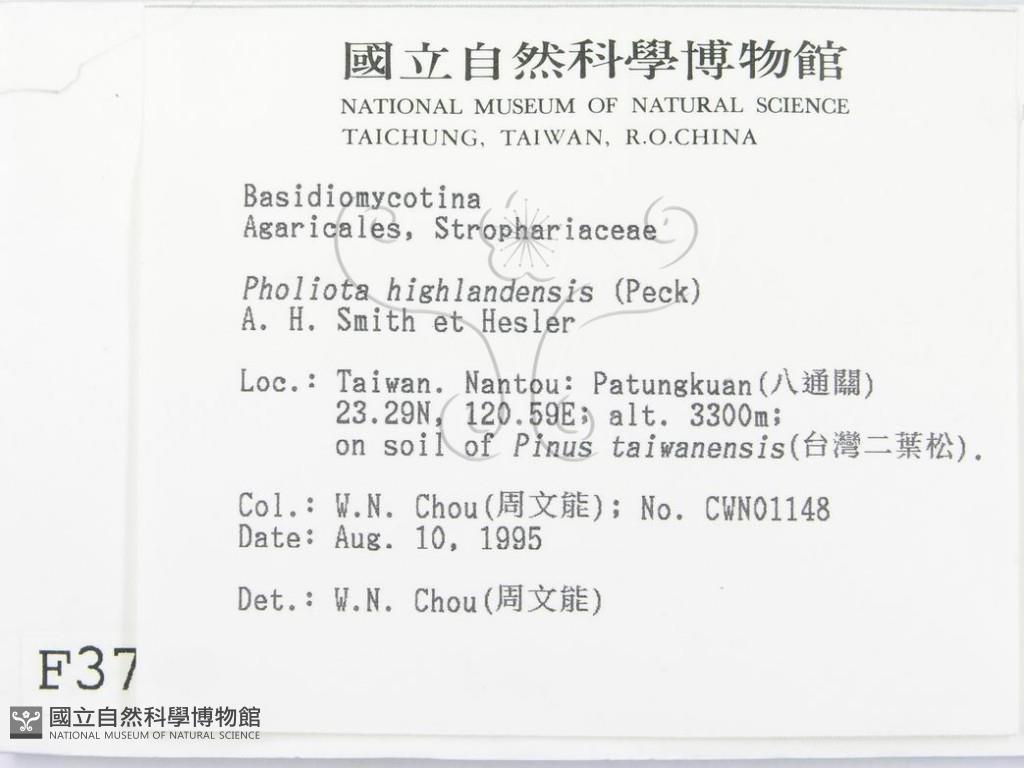 國立自然科學博物館
NATIONAL MUSEUM OF NATURAL SCIENCE
TAICHUNG, TAIWAN, R.O.CHINA
Basidiomycotina
Agaricales, Strophariaceae
Pholiota highlandensis (Peck)
A. H. Smith et Hesler
Loc.: Taiwan. Nantou: Patungkuan(八通關)
23.29N, 120.59E; alt. 3300m;
on soil of Pinus taiwanensis(台灣二葉松).
Col.: W.N. Chou(周文能); No. CWN01148
Date: Aug. 10, 1995
Det.: W.N. Chou(周文能)
F37
國立自然科學博物館
NATIONAL MUSEUM OF NATURAL SCIENCE